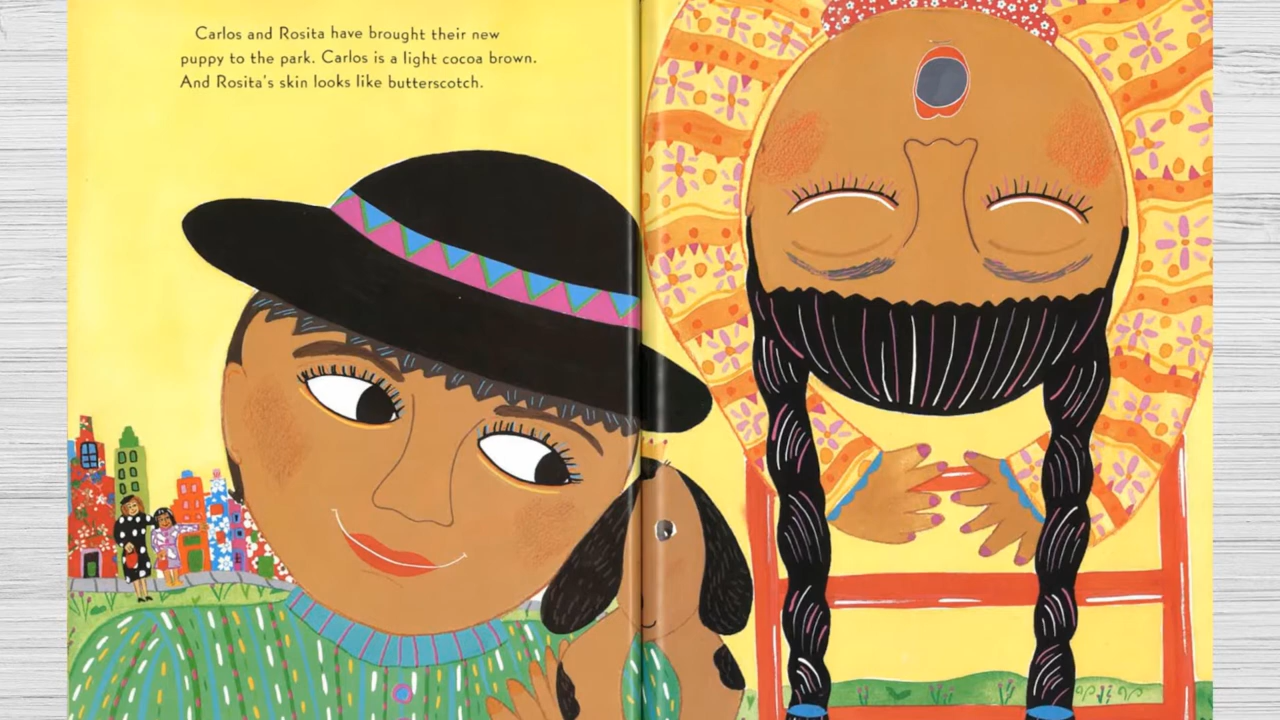 Carlos and Rosita have brought their new
puppy to the park. Carlos is a light cocoa brown.
And Rosita's skin looks like butterscotch.